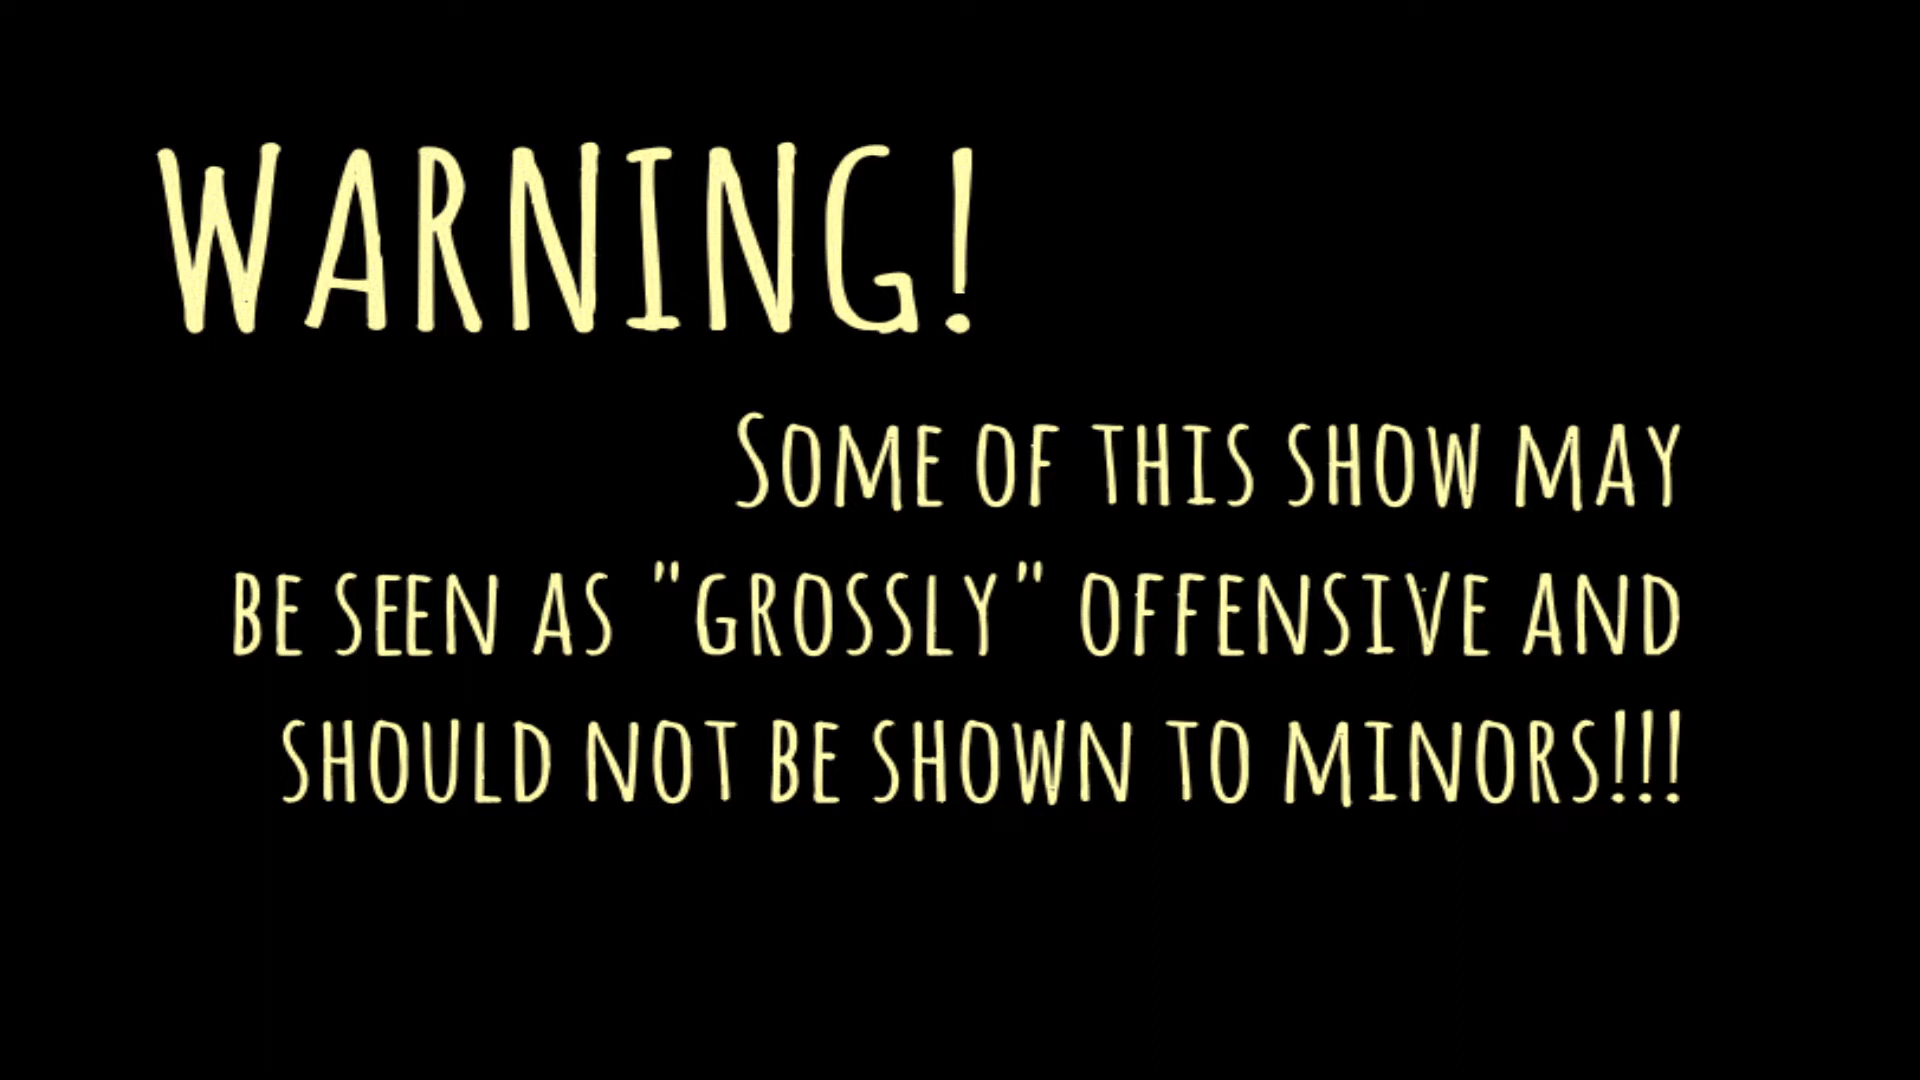 WARNING!
SOME OF THIS SHOW MAY
BE SEEN AS "GROSSLY" OFFENSIVE AND
SHOULD NOT BE SHOWN TO MINORS!!!